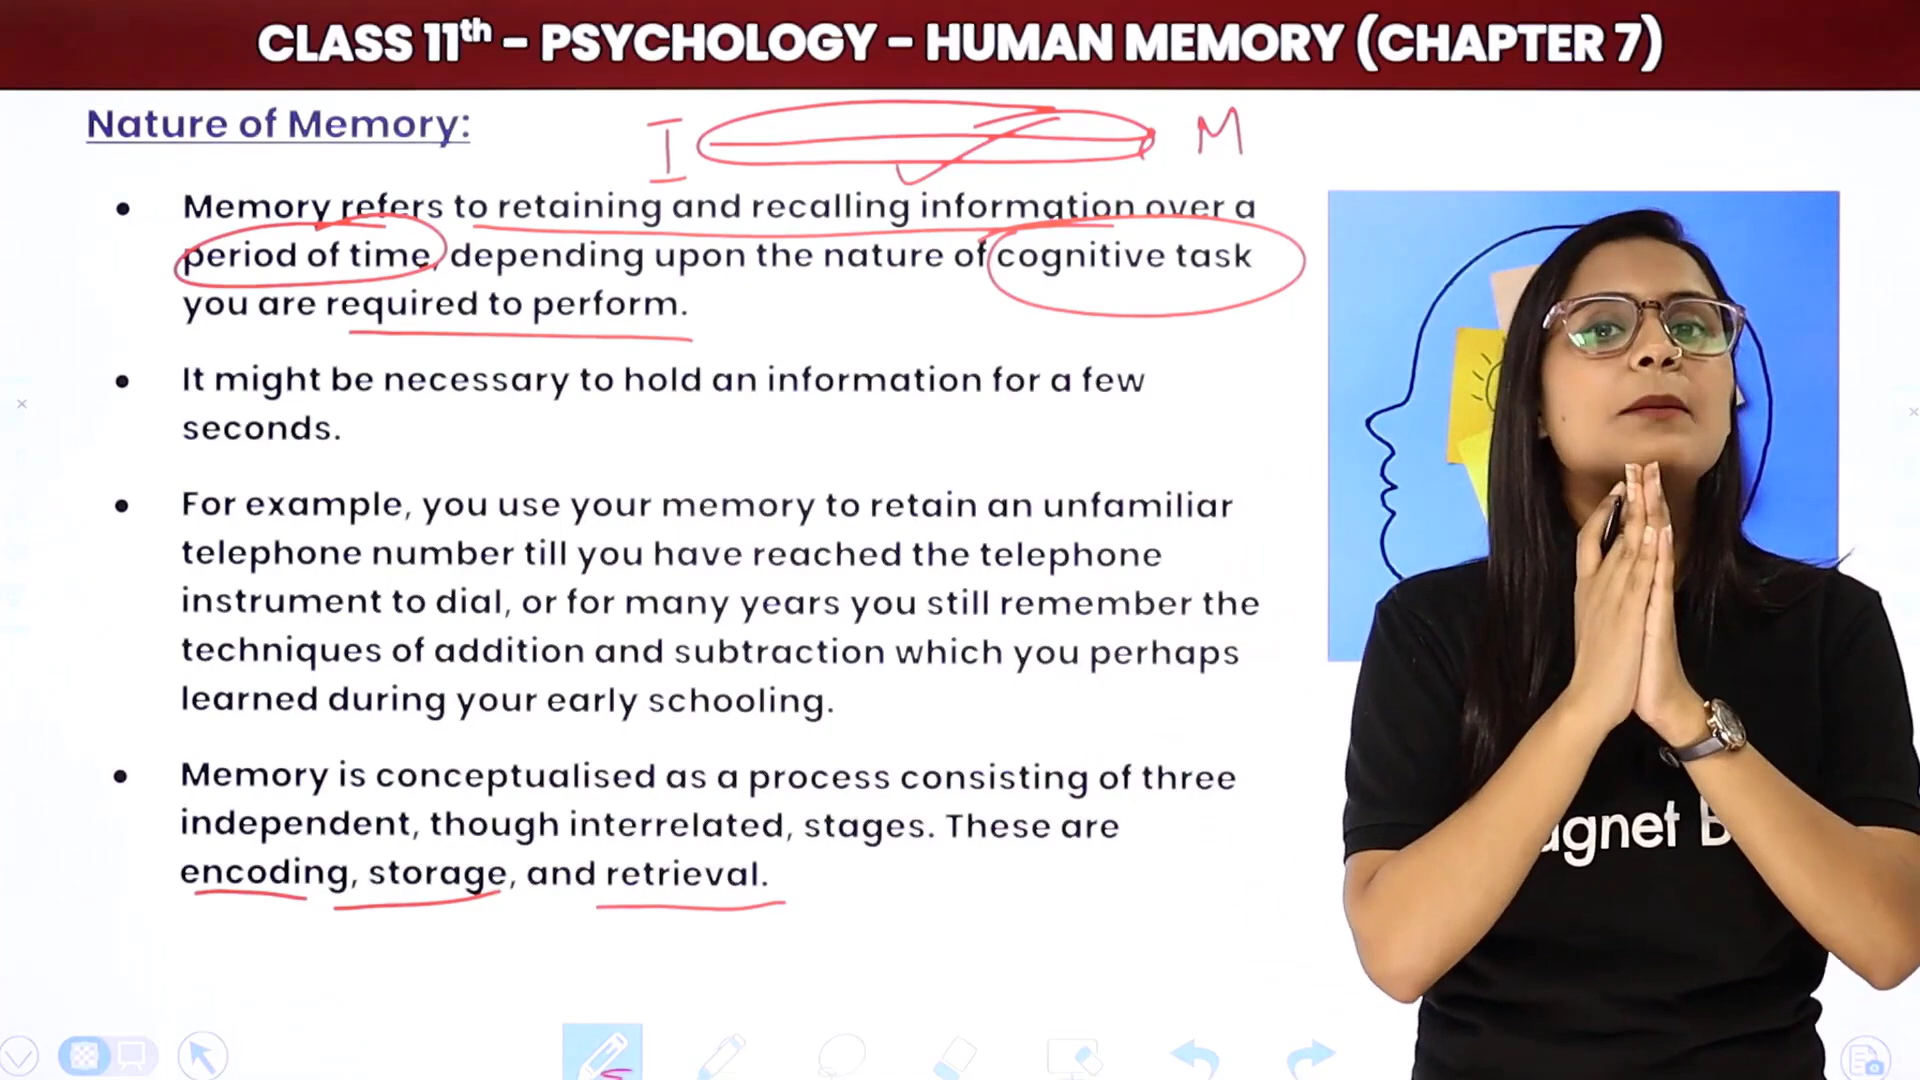 CLASS 11th - PSYCHOLOGY - HUMAN MEMORY (CHAPTER 7)
Nature of Memory:
I M
• Memory refers to retaining and recalling information over a
period of time, depending upon the nature of cognitive task
you are required to perform.
• It might be necessary to hold an information for a few
seconds.
• For example, you use your memory to retain an unfamiliar
telephone number till you have reached the telephone
instrument to dial, or for many years you still remember the
techniques of addition and subtraction which you perhaps
learned during your early schooling.
• Memory is conceptualised as a process consisting of three
independent, though interrelated, stages. These are
encoding, storage, and retrieval.
agnet B